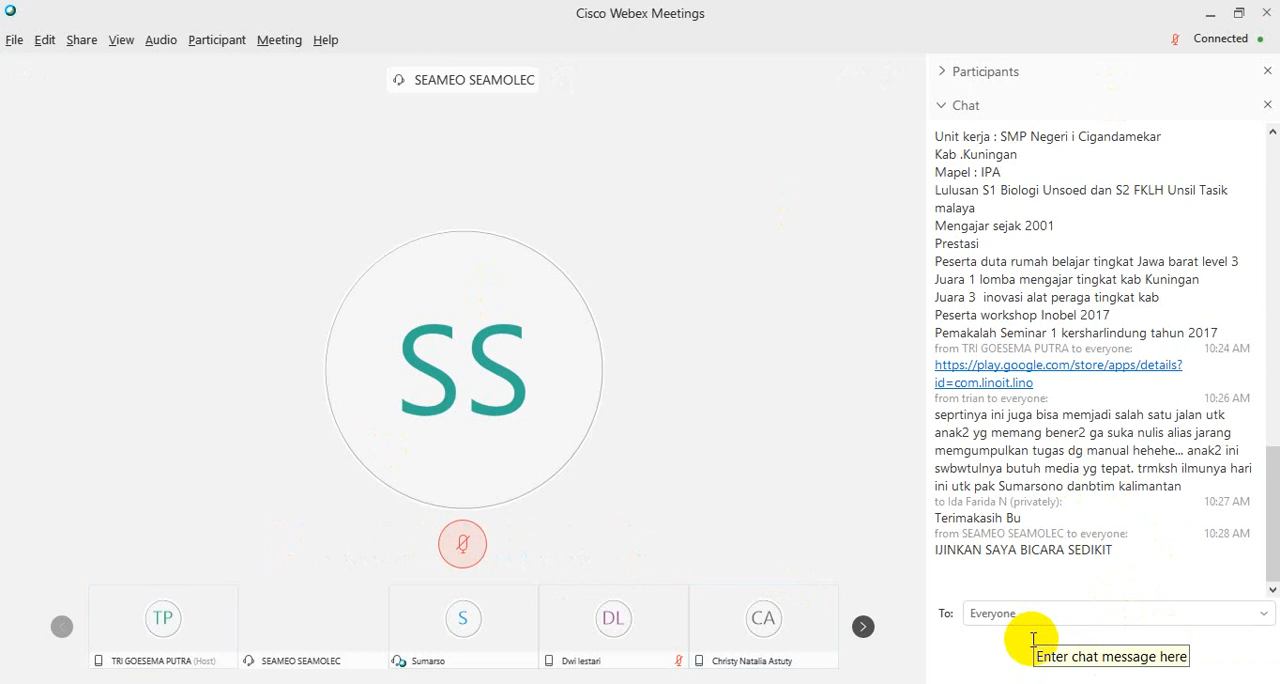 Cisco Webex Meetings
File Edit Share View Audio Participant Meeting Help
Connected
SEAMEO SEAMOLEC
SS
TP
TRI GOESEMA PUTRA (Host)
SEAMEO SEAMOLEC
S
Sumarso
DL
Dwi lestari
CA
Christy Natalia Astuty
Participants
Chat
Unit kerja : SMP Negeri i Cigandamekar
Kab .Kuningan
Mapel : IPA
Lulusan S1 Biologi Unsoed dan S2 FKLH Unsil Tasik
malaya
Mengajar sejak 2001
Prestasi
Peserta duta rumah belajar tingkat Jawa barat level 3
Juara 1 lomba mengajar tingkat kab Kuningan
Juara 3  inovasi alat peraga tingkat kab
Peserta workshop Inobel 2017
Pemakalah Seminar 1 kersharlindung tahun 2017
from TRI GOESEMA PUTRA to everyone: 10:24 AM
https://play.google.com/store/apps/details?
id=com.linoit.lino
from trian to everyone: 10:26 AM
seprtinya ini juga bisa memjadi salah satu jalan utk
anak2 yg memang bener2 ga suka nulis alias jarang
memgumpulkan tugas dg manual hehehe... anak2 ini
swbwtulnya butuh media yg tepat. trmksh ilmunya hari
ini utk pak Sumarsono danbtim kalimantan
to Ida Farida N (privately): 10:27 AM
Terimakasih Bu
from SEAMEO SEAMOLEC to everyone: 10:28 AM
IJINKAN SAYA BICARA SEDIKIT
To: Everyone
Enter chat message here